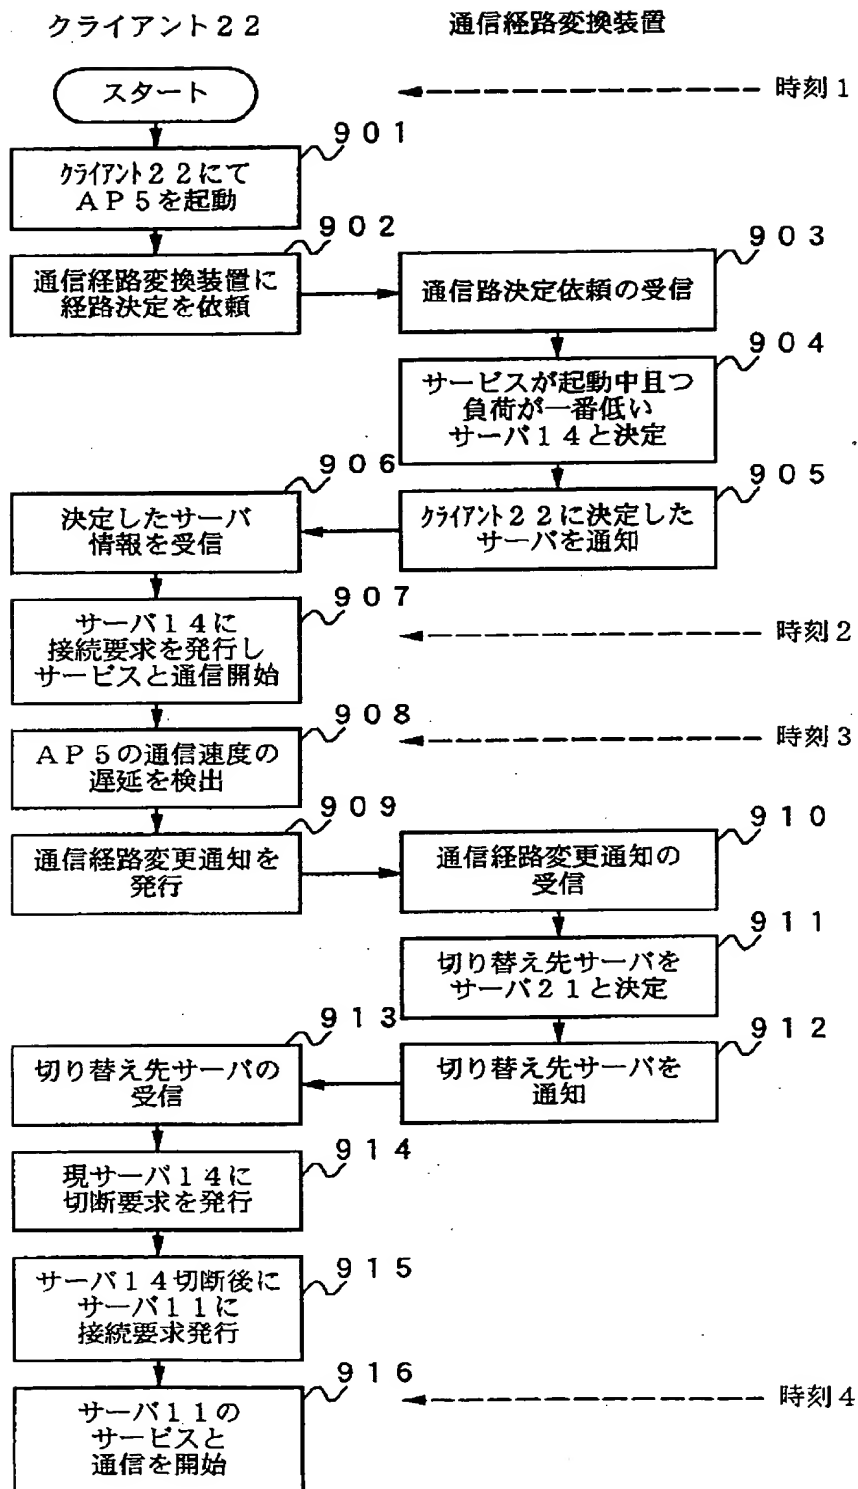 クライアント２２
通信経路変換装置
スタート
時刻１
９０１
クライアント２２にて
ＡＰ５を起動
９０２
通信経路変換装置に
経路決定を依頼
９０３
通信路決定依頼の受信
９０４
サービスが起動中且つ
負荷が一番低い
サーバ１４と決定
９０５
クライアント２２に決定した
サーバを通知
９０６
決定したサーバ
情報を受信
９０７
サーバ１４に
接続要求を発行し
サービスと通信開始
時刻２
９０８
ＡＰ５の通信速度の
遅延を検出
時刻３
９０９
通信経路変更通知を
発行
９１０
通信経路変更通知の
受信
９１１
切り替え先サーバを
サーバ２１と決定
９１２
切り替え先サーバを
通知
９１３
切り替え先サーバの
受信
９１４
現サーバ１４に
切断要求を発行
９１５
サーバ１４切断後に
サーバ１１に
接続要求発行
９１６
サーバ１１の
サービスと
通信を開始
時刻４